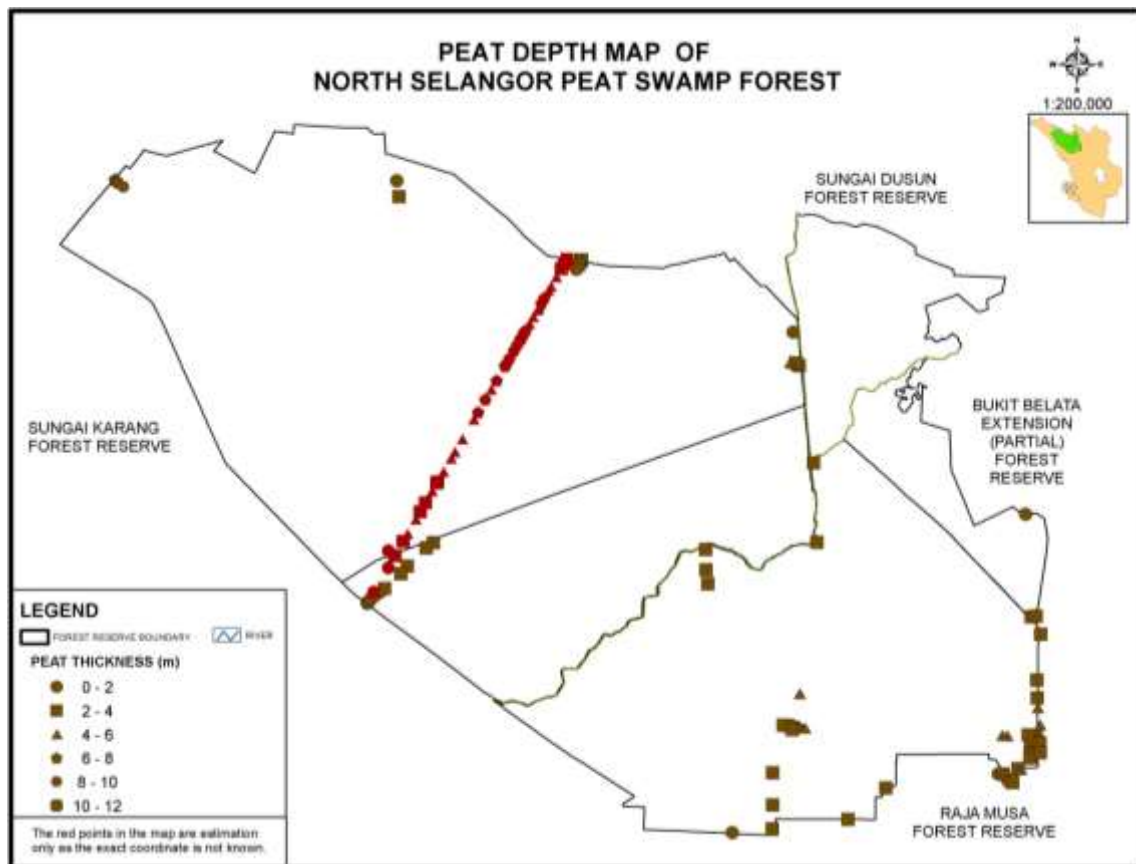 PEAT DEPTH MAP OF
NORTH SELANGOR PEAT SWAMP FOREST
N
W
E
S
1:200,000
SUNGAI DUSUN
FOREST RESERVE
SUNGAI KARANG
FOREST RESERVE
BUKIT BELATA
EXTENSION
(PARTIAL)
FOREST
RESERVE
LEGEND
FOREST RESERVE BOUNDARY
RIVER
PEAT THICKNESS (m)
0 - 2
2 - 4
4 - 6
6 - 8
8 - 10
10 - 12
The red points in the map are estimation
only as the exact coordinate is not known.
RAJA MUSA
FOREST RESERVE